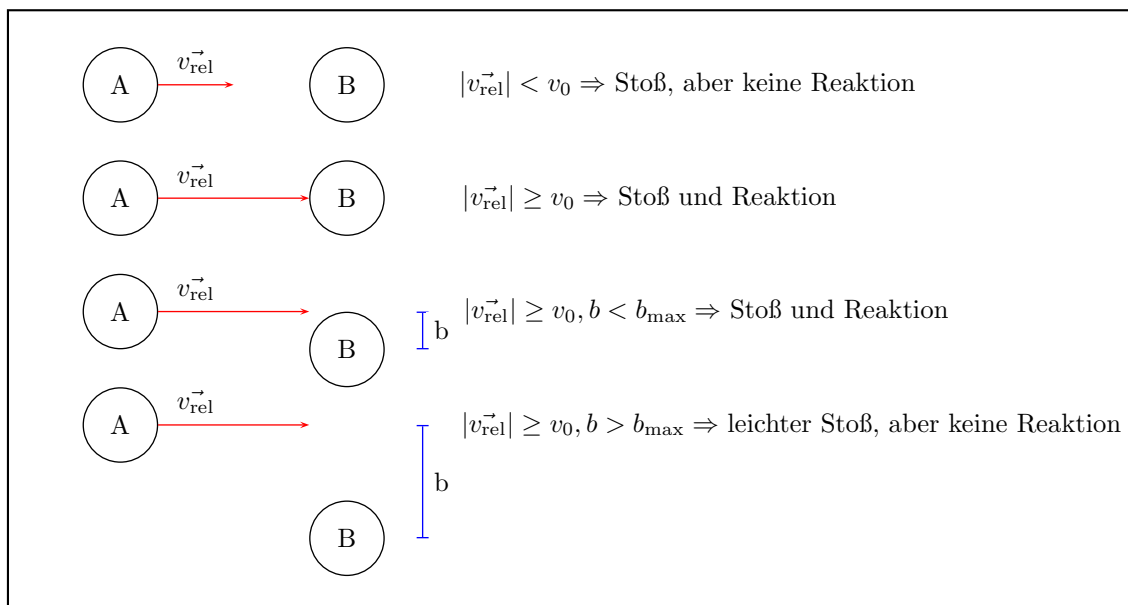 A v⃗rel B |v⃗rel| < v0 ⇒ Stoß, aber keine Reaktion
A v⃗rel B |v⃗rel| ≥ v0 ⇒ Stoß und Reaktion
A v⃗rel B b |v⃗rel| ≥ v0, b < bmax ⇒ Stoß und Reaktion
A v⃗rel B b |v⃗rel| ≥ v0, b > bmax ⇒ leichter Stoß, aber keine Reaktion